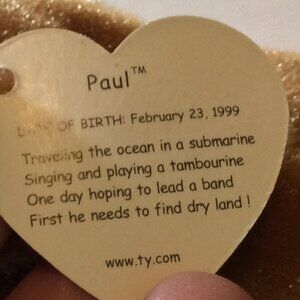 Paul™
DATE OF BIRTH: February 23, 1999
Traveling the ocean in a submarine
Singing and playing a tambourine
One day hoping to lead a band
First he needs to find dry land !
www.ty.com